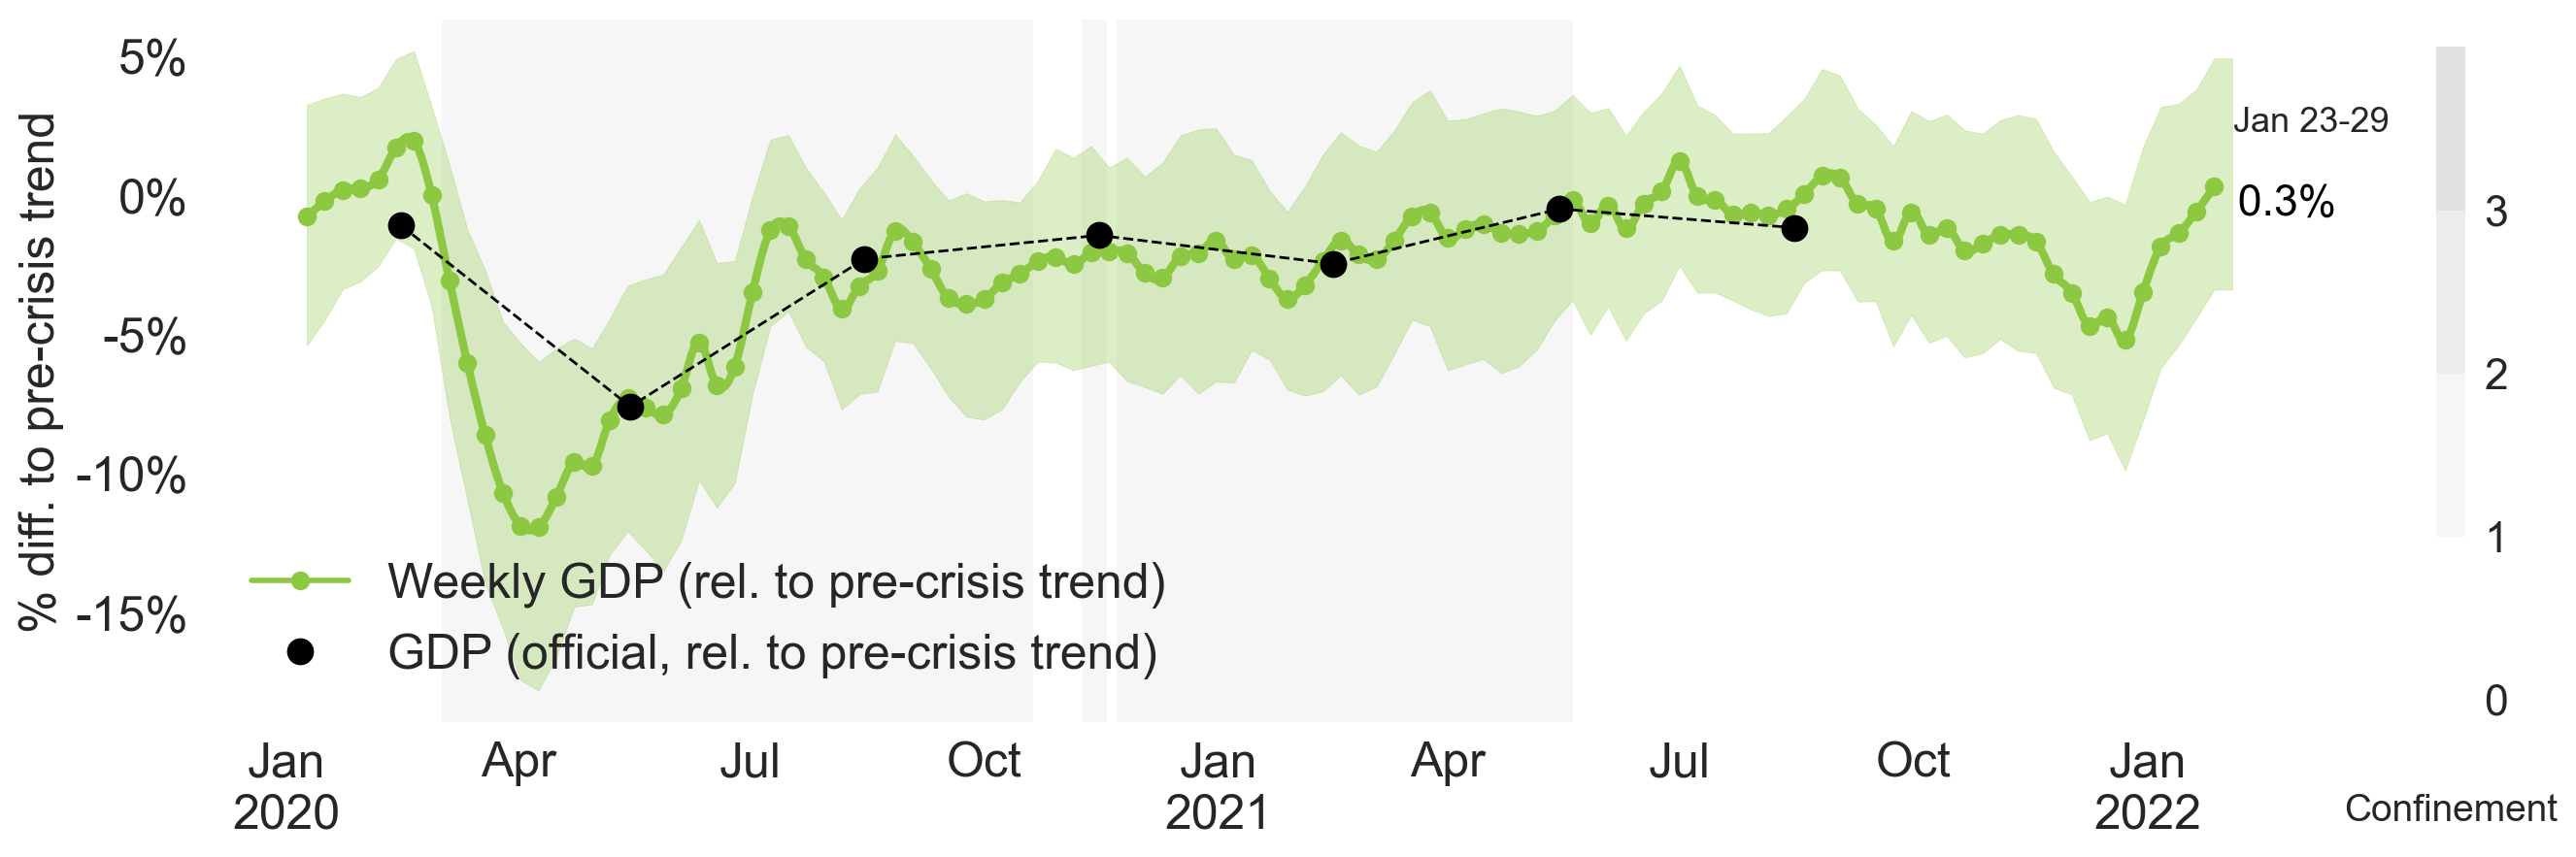 % diff. to pre-crisis trend
5%
0%
-5%
-10%
-15%
Weekly GDP (rel. to pre-crisis trend)
GDP (official, rel. to pre-crisis trend)
Jan 23-29
0.3%
3
2
1
0
Confinement
Jan Apr Jul Oct Jan Apr Jul Oct Jan
2020 2021 2022